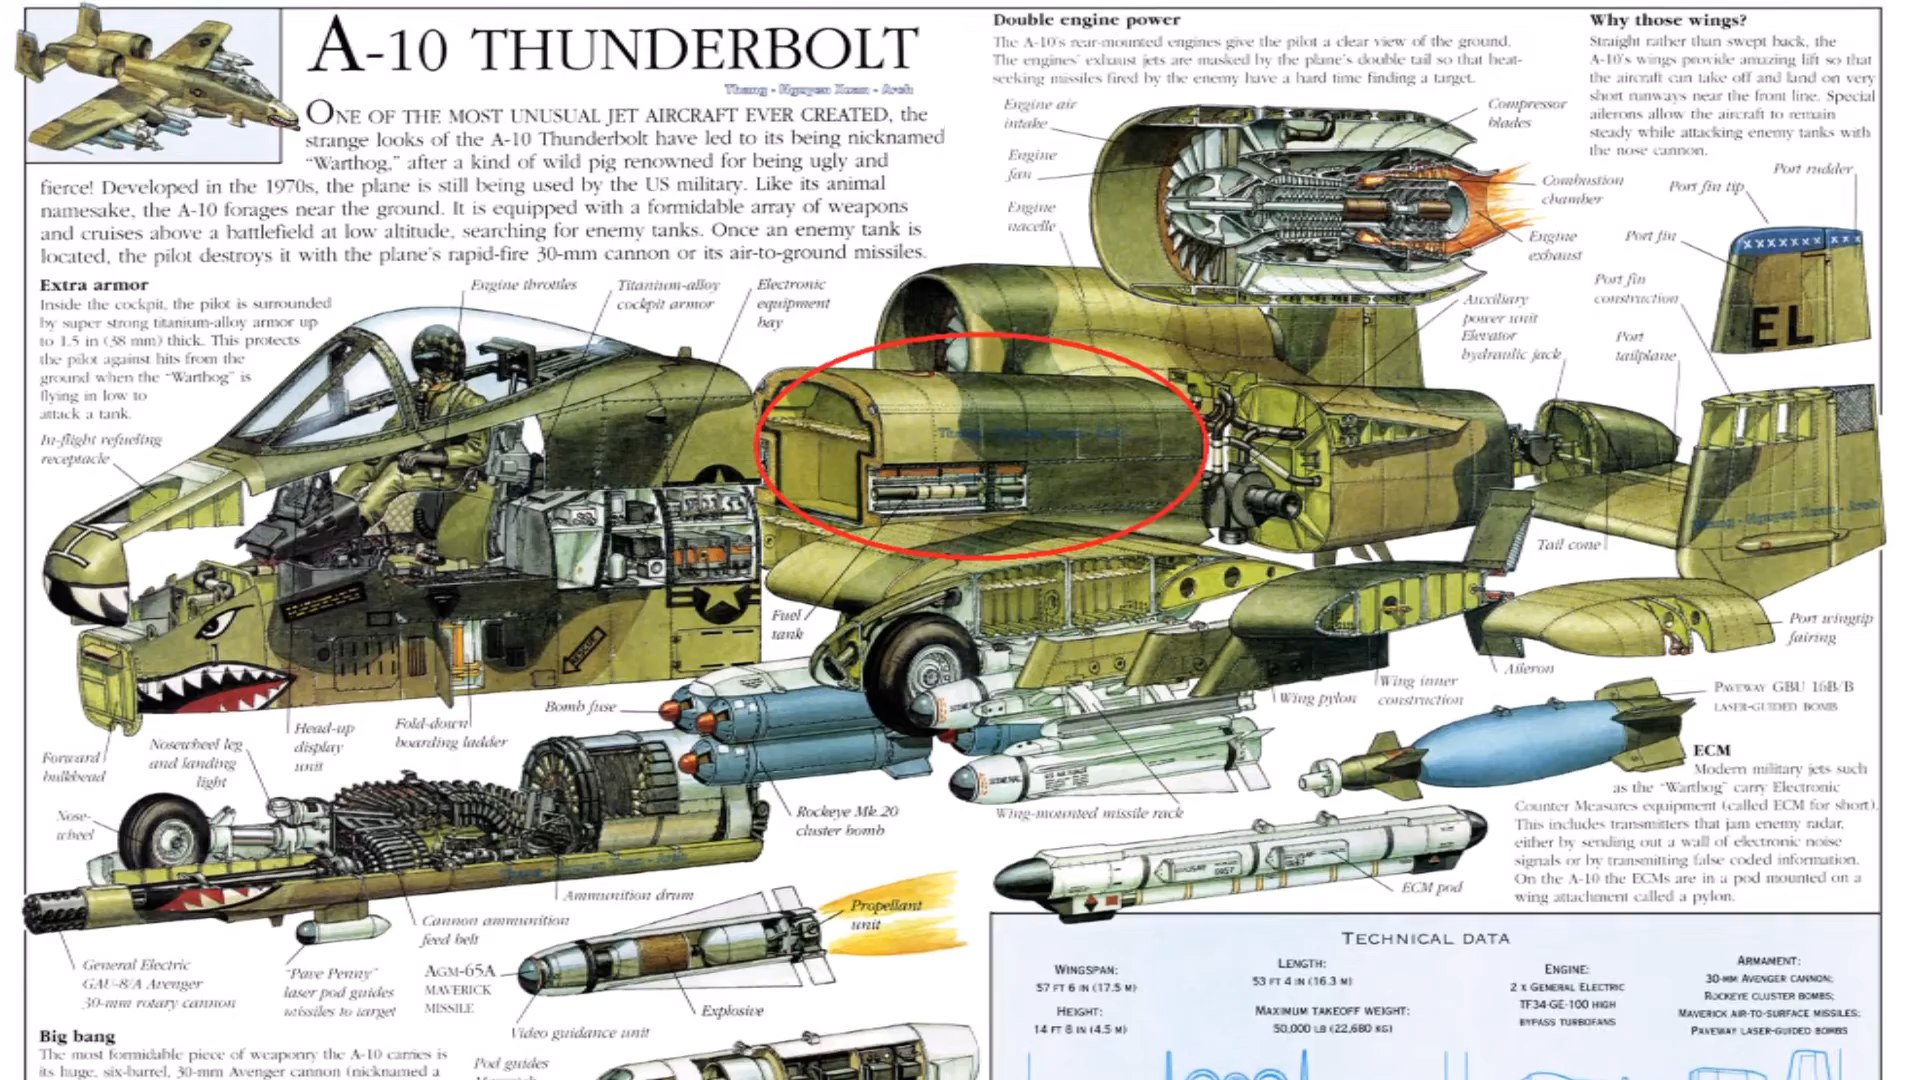 A-10 THUNDERBOLT
Thang - Nguyen Xuan - Arch
ONE OF THE MOST UNUSUAL JET AIRCRAFT EVER CREATED, the
strange looks of the A-10 Thunderbolt have led to its being nicknamed
“Warthog,” after a kind of wild pig renowned for being ugly and
fierce! Developed in the 1970s, the plane is still being used by the US military. Like its animal
namesake, the A-10 forages near the ground. It is equipped with a formidable array of weapons
and cruises above a battlefield at low altitude, searching for enemy tanks. Once an enemy tank is
located, the pilot destroys it with the plane's rapid-fire 30-mm cannon or its air-to-ground missiles.
Double engine power
The A-10's rear-mounted engines give the pilot a clear view of the ground.
The engines' exhaust jets are masked by the plane's double tail so that heat-
seeking missiles fired by the enemy have a hard time finding a target.
Why those wings?
Straight rather than swept back, the
A-10's wings provide amazing lift so that
the aircraft can take off and land on very
short runways near the front line. Special
ailerons allow the aircraft to remain
steady while attacking enemy tanks with
the nose cannon.
Engine air
intake
Engine
fan
Engine
nacelle
Compressor
blades
Combustion
chamber
Engine
exhaust
Port fin tip
Port rudder
Port fin
Port fin
construction
Port
tailplane
Auxiliary
power unit
Elevator
hydraulic jack
EL
Extra armor
Inside the cockpit, the pilot is surrounded
by super strong titanium-alloy armor up
to 1.5 in (38 mm) thick. This protects
the pilot against hits from the
ground when the “Warthog” is
flying in low to
attack a tank.
Engine throttles
Titanium-alloy
cockpit armor
Electronic
equipment
bay
In-flight refueling
receptacle
Fuel
tank
Tail cone
Port wingtip
fairing
Aileron
Wing inner
construction
Wing pylon
RESCUE
Bomb fuse
Forward
bulkhead
Nosewheel leg
and landing
light
Head-up
display
unit
Fold-down
boarding ladder
Nose-
wheel
Rockeye Mk 20
cluster bomb
Wing-mounted missile rack
PAVEWAY GBU 16B/B
LASER-GUIDED BOMB
ECM
Modern military jets such
as the “Warthog” carry Electronic
Counter Measures equipment (called ECM for short).
This includes transmitters that jam enemy radar,
either by sending out a wall of electronic noise
signals or by transmitting false coded information.
On the A-10 the ECMs are in a pod mounted on a
wing attachment called a pylon.
ECM pod
Ammunition drum
Cannon ammunition
feed belt
General Electric
GAU-8/A Avenger
30-mm rotary cannon
“Pave Penny”
laser pod guides
missiles to target
AGM-65A
MAVERICK
MISSILE
Propellant
unit
Explosive
Video guidance unit
Big bang
The most formidable piece of weaponry the A-10 carries is
its huge, six-barrel, 30-mm Avenger cannon (nicknamed a
Pod guides
TECHNICAL DATA
WINGSPAN:
57 FT 6 IN (17.5 M)
HEIGHT:
14 FT 8 IN (4.5 M)
LENGTH:
53 FT 4 IN (16.3 M)
MAXIMUM TAKEOFF WEIGHT:
50,000 LB (22,680 KG)
ENGINE:
2 X GENERAL ELECTRIC
TF34-GE-100 HIGH
BYPASS TURBOFANS
ARMAMENT:
30-MM AVENGER CANNON;
ROCKEYE CLUSTER BOMBS;
MAVERICK AIR-TO-SURFACE MISSILES;
PAVEWAY LASER-GUIDED BOMBS